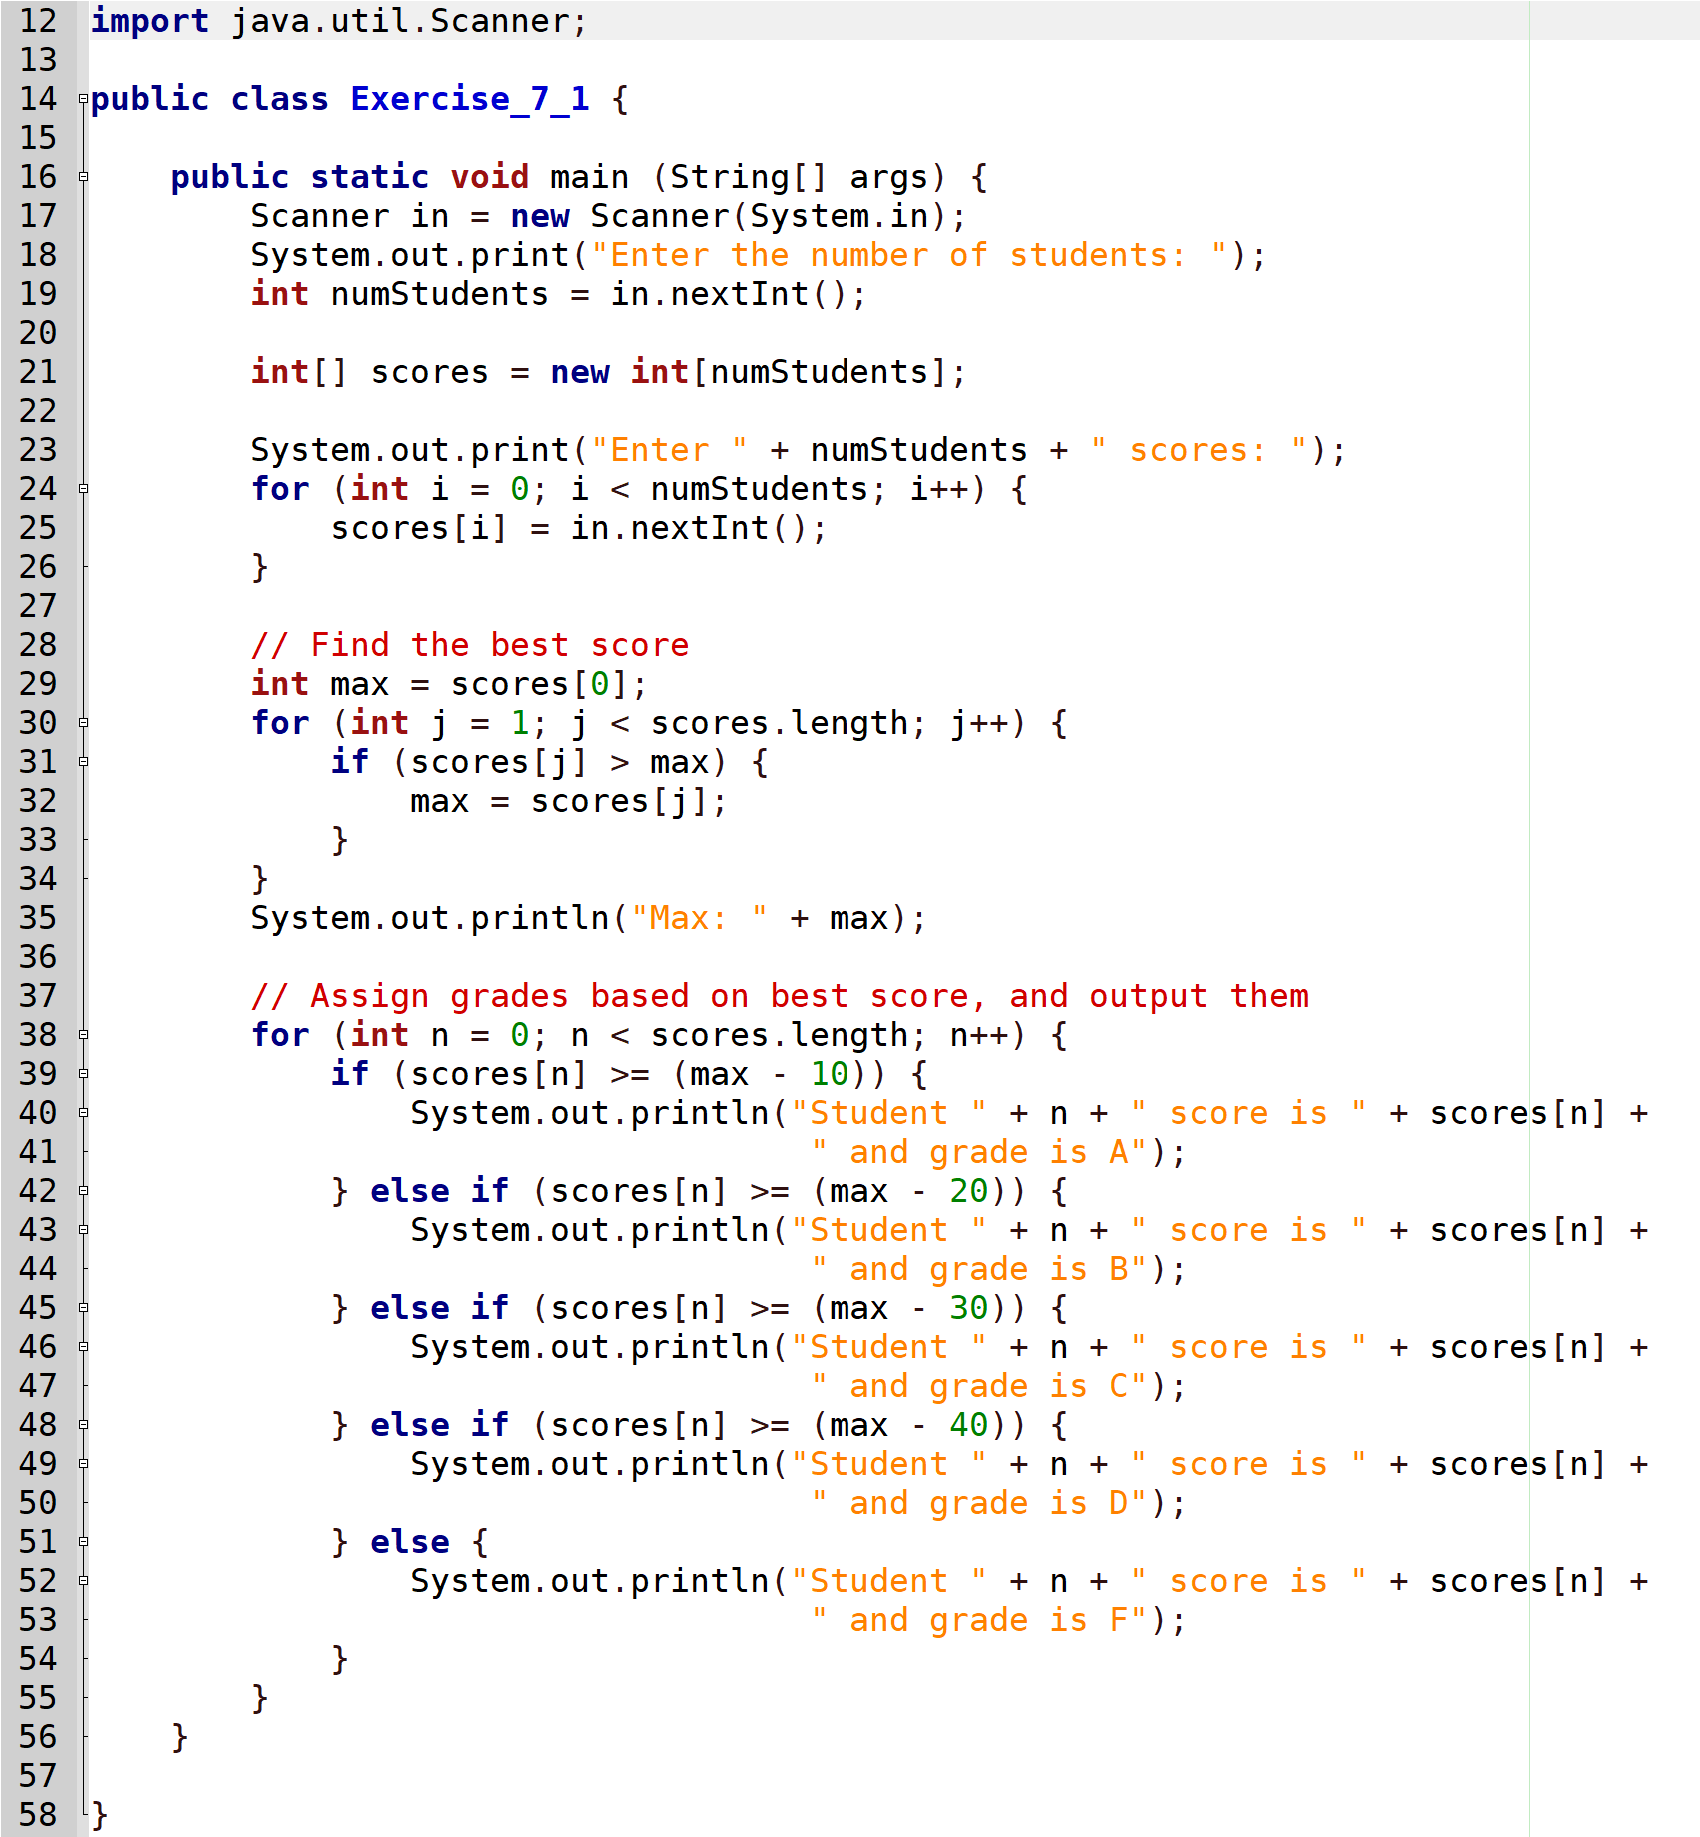 12 import java.util.Scanner;
13
14 public class Exercise_7_1 {
15
16     public static void main (String[] args) {
17         Scanner in = new Scanner(System.in);
18         System.out.print("Enter the number of students: ");
19         int numStudents = in.nextInt();
20
21         int[] scores = new int[numStudents];
22
23         System.out.print("Enter " + numStudents + " scores: ");
24         for (int i = 0; i < numStudents; i++) {
25             scores[i] = in.nextInt();
26         }
27
28         // Find the best score
29         int max = scores[0];
30         for (int j = 1; j < scores.length; j++) {
31             if (scores[j] > max) {
32                 max = scores[j];
33             }
34         }
35         System.out.println("Max: " + max);
36
37         // Assign grades based on best score, and output them
38         for (int n = 0; n < scores.length; n++) {
39             if (scores[n] >= (max - 10)) {
40                 System.out.println("Student " + n + " score is " + scores[n] +
41                                     " and grade is A");
42             } else if (scores[n] >= (max - 20)) {
43                 System.out.println("Student " + n + " score is " + scores[n] +
44                                     " and grade is B");
45             } else if (scores[n] >= (max - 30)) {
46                 System.out.println("Student " + n + " score is " + scores[n] +
47                                     " and grade is C");
48             } else if (scores[n] >= (max - 40)) {
49                 System.out.println("Student " + n + " score is " + scores[n] +
50                                     " and grade is D");
51             } else {
52                 System.out.println("Student " + n + " score is " + scores[n] +
53                                     " and grade is F");
54             }
55         }
56     }
57
58 }